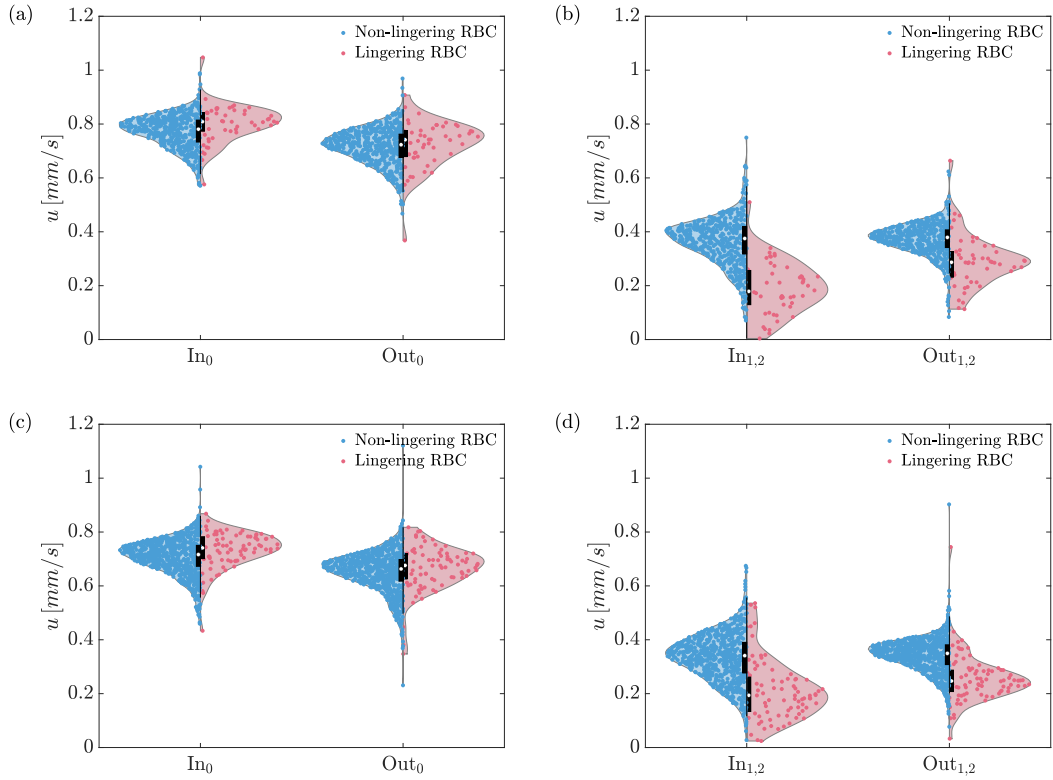 (a)
1.2
1
0.8
0.6
0.4
0.2
0
u [mm/s]
Non-lingering RBC
Lingering RBC
In0
Out0
(b)
1.2
1
0.8
0.6
0.4
0.2
0
u [mm/s]
Non-lingering RBC
Lingering RBC
In1,2
Out1,2
(c)
1.2
1
0.8
0.6
0.4
0.2
0
u [mm/s]
Non-lingering RBC
Lingering RBC
In0
Out0
(d)
1.2
1
0.8
0.6
0.4
0.2
0
u [mm/s]
Non-lingering RBC
Lingering RBC
In1,2
Out1,2